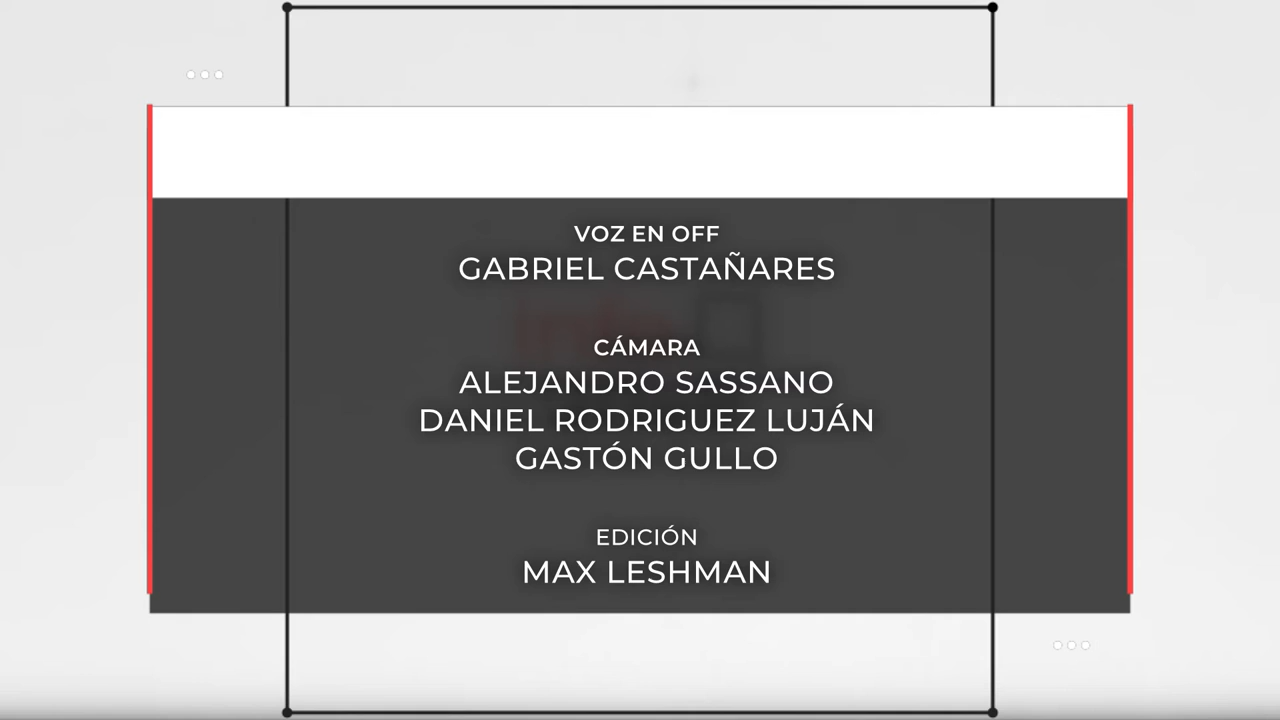 VOZ EN OFF
GABRIEL CASTAÑARES
CÁMARA
ALEJANDRO SASSANO
DANIEL RODRIGUEZ LUJÁN
GASTÓN GULLO
EDICIÓN
MAX LESHMAN